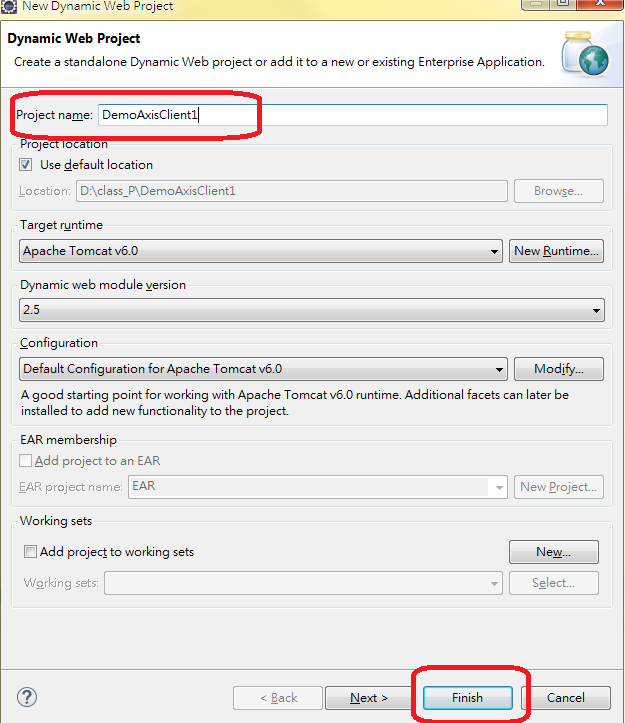 New Dynamic Web Project
Dynamic Web Project
Create a standalone Dynamic Web project or add it to a new or existing Enterprise Application.
Project name: DemoAxisClient1
Project location
Use default location
Location: D:\class_P\DemoAxisClient1 Browse...
Target runtime
Apache Tomcat v6.0 New Runtime...
Dynamic web module version
2.5
Configuration
Default Configuration for Apache Tomcat v6.0 Modify...
A good starting point for working with Apache Tomcat v6.0 runtime. Additional facets can later be
installed to add new functionality to the project.
EAR membership
Add project to an EAR
EAR project name: EAR New Project...
Working sets
Add project to working sets New...
Working sets: Select...
? < Back Next > Finish Cancel